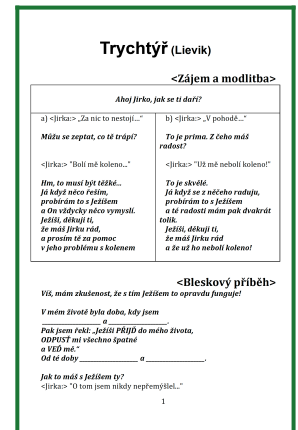 Trychtýř (Lievik)
<Zájem a modlitba>
Ahoj Jirko, jak se ti daří?
a) <Jirka:> „Za nic to nestojí…“
Můžu se zeptat, co tě trápí?
<Jirka:> "Bolí mě koleno..."
Hm, to musí být těžké...
Já když něco řeším,
probírám to s Ježíšem
a On vždycky něco vymyslí.
Ježíši, děkuji ti,
že máš Jirku rád,
a prosím tě za pomoc
v jeho problému s kolenem
b) <Jirka:> „V pohodě…“
To je prima. Z čeho máš
radost?
<Jirka:> "Už mě nebolí koleno!"
To je skvělé.
Já když se z něčeho raduju,
probírám to s Ježíšem
a té radosti mám pak dvakrát
tolik.
Ježíši, děkuji ti,
že máš Jirku rád
a že už ho nebolí koleno!
<Bleskový příběh>
Víš, mám zkušenost, že s tím Ježíšem to opravdu funguje!
V mém životě byla doba, kdy jsem
____________________ a ____________________.
Pak jsem řekl: „Ježíši PŘIJĎ do mého života,
ODPUSŤ mi všechno špatné
a VEĎ mě.“
Od té doby ____________________ a ____________________.
Jak to máš s Ježíšem ty?
<Jirka:> "O tom jsem nikdy nepřemýšlel..."
1